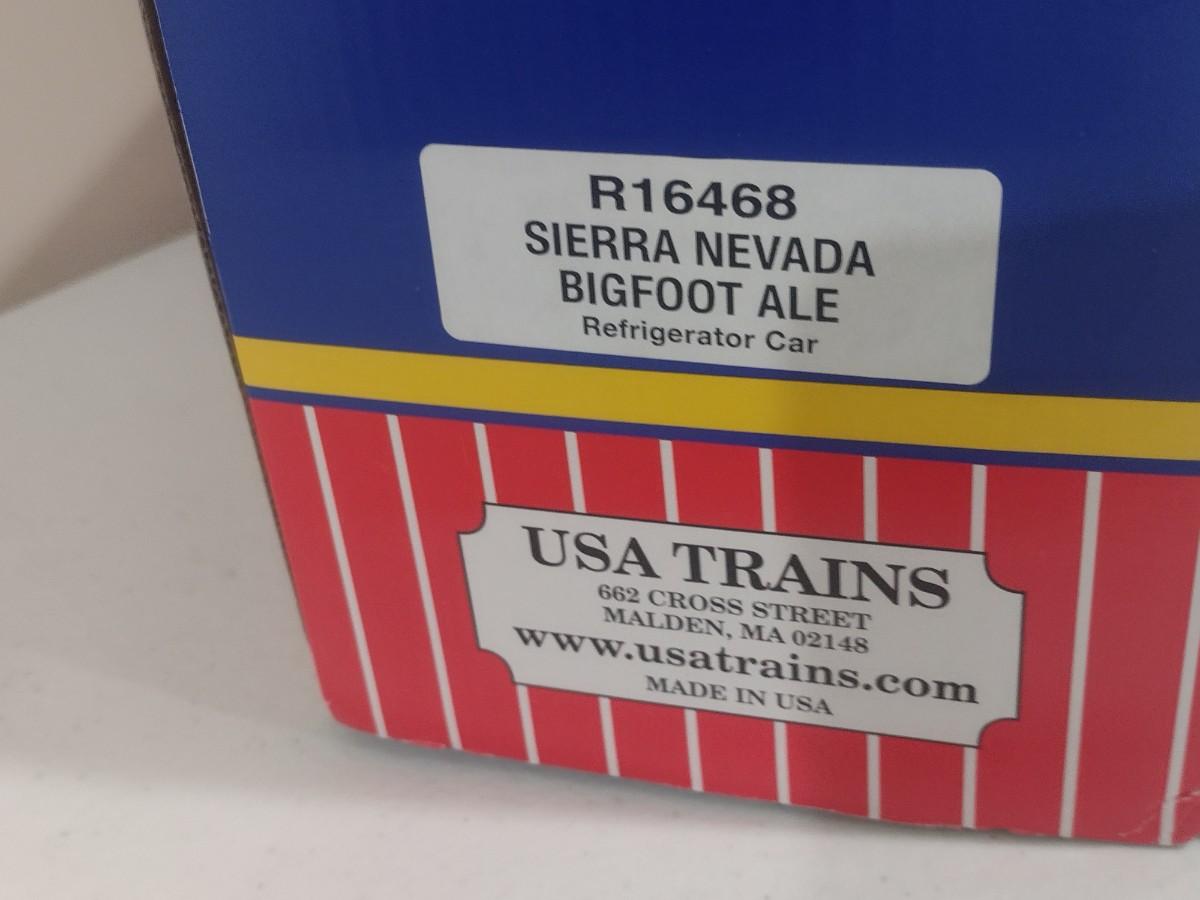 R16468
SIERRA NEVADA
BIGFOOT ALE
Refrigerator Car
USA TRAINS
662 CROSS STREET
MALDEN, MA 02148
www.usatrains.com
MADE IN USA